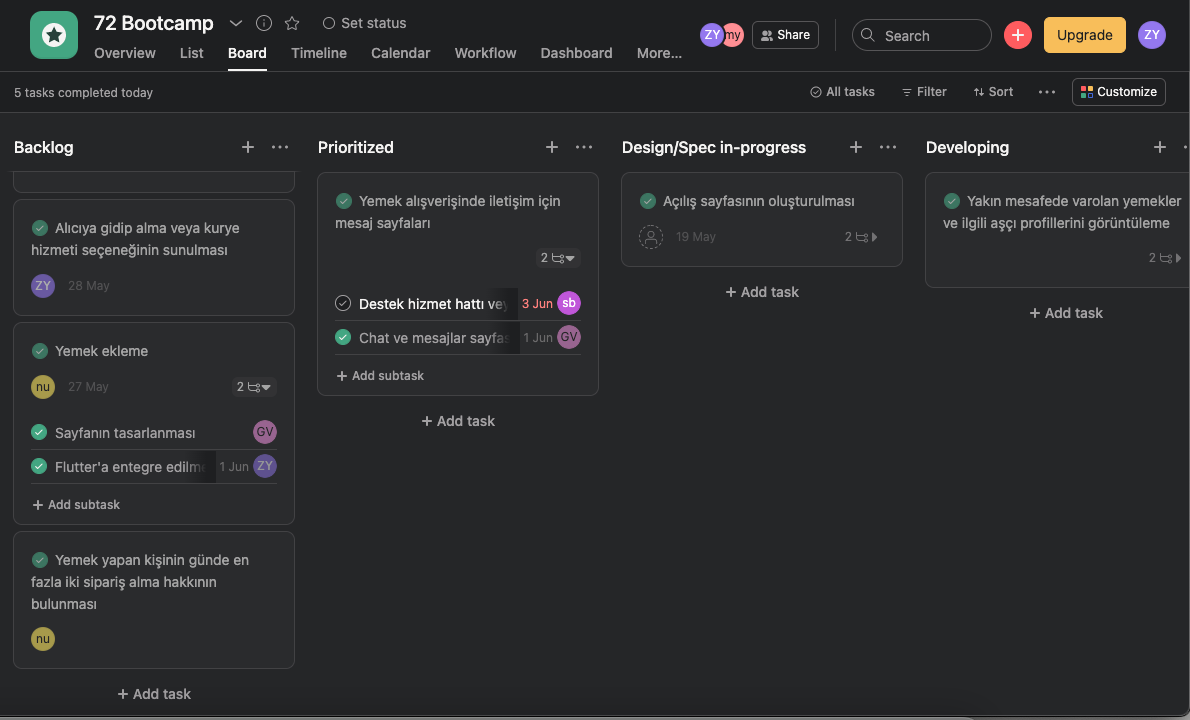 72 Bootcamp
Set status
Overview
List
Board
Timeline
Calendar
Workflow
Dashboard
More...
ZY
my
Share
Search
Upgrade
ZY
5 tasks completed today
All tasks
Filter
Sort
Customize
Backlog
Alıcıya gidip alma veya kurye
hizmeti seçeneğinin sunulması
ZY 28 May
Yemek ekleme
nu 27 May 2
Sayfanın tasarlanması GV
Flutter'a entegre edilme 1 Jun ZY
Add subtask
Yemek yapan kişinin günde en
fazla iki sipariş alma hakkının
bulunması
nu
Add task
Prioritized
Yemek alışverişinde iletişim için
mesaj sayfaları
2
Destek hizmet hattı vey 3 Jun sb
Chat ve mesajlar sayfas 1 Jun GV
Add subtask
Add task
Design/Spec in-progress
Açılış sayfasının oluşturulması
19 May 2
Add task
Developing
Yakın mesafede varolan yemekler
ve ilgili aşçı profillerini görüntüleme
2
Add task